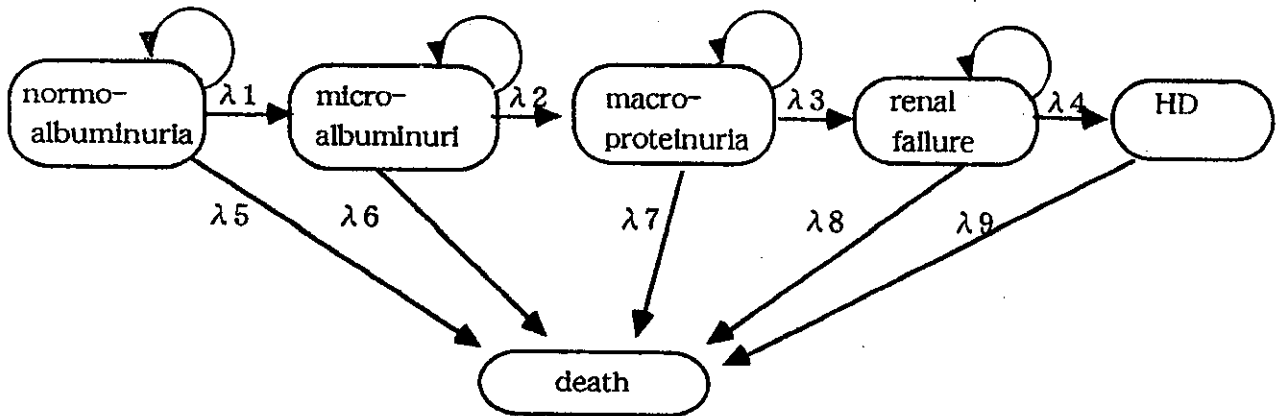 normo-
albuminuria
λ1
micro-
albuminuri
λ2
macro-
proteinuria
λ3
renal
failure
λ4
HD
λ5
λ6
λ7
λ8
λ9
death